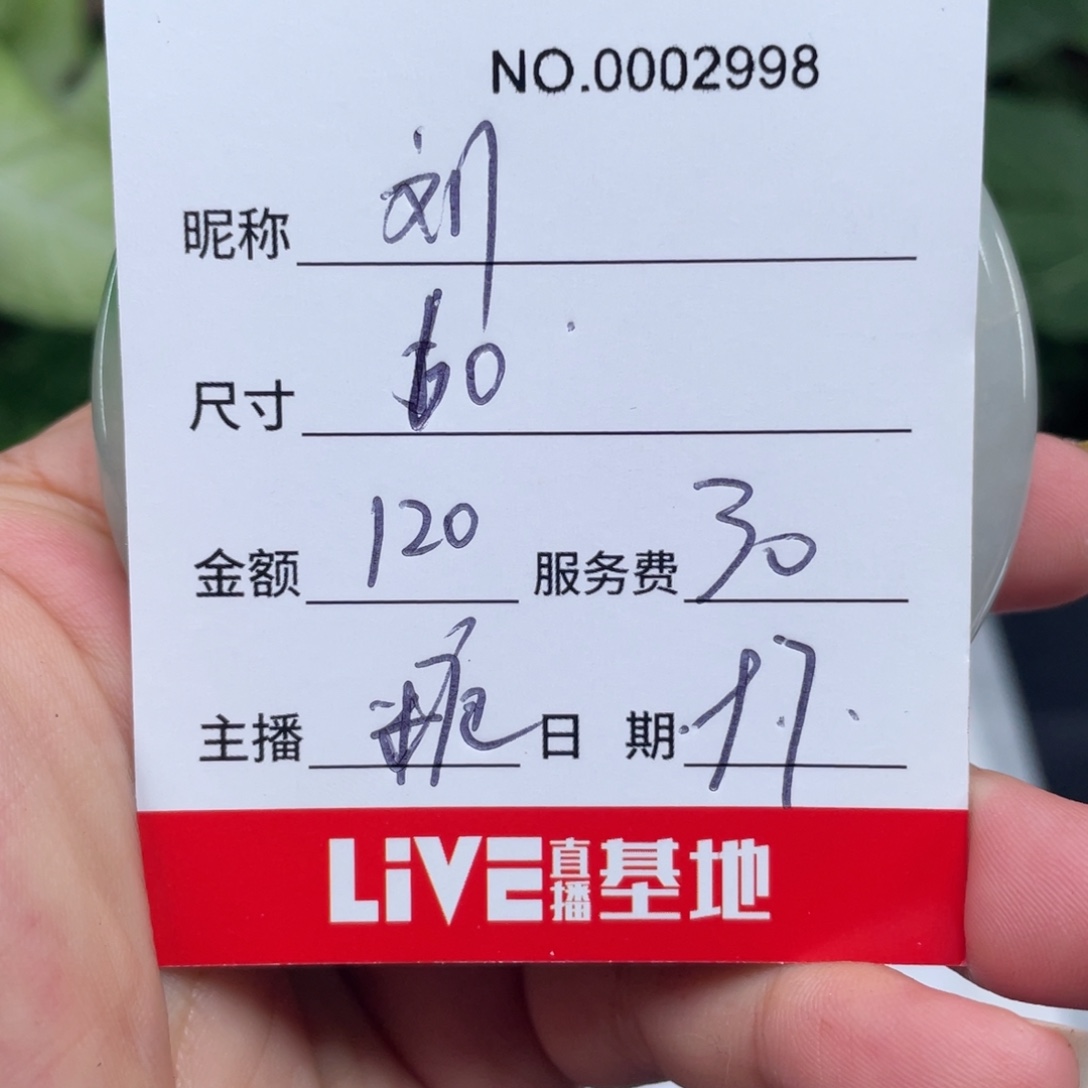 NO.0002998
昵称 刘
尺寸 60
金额 120 服务费 30
主播 日 期
LiVE直播基地